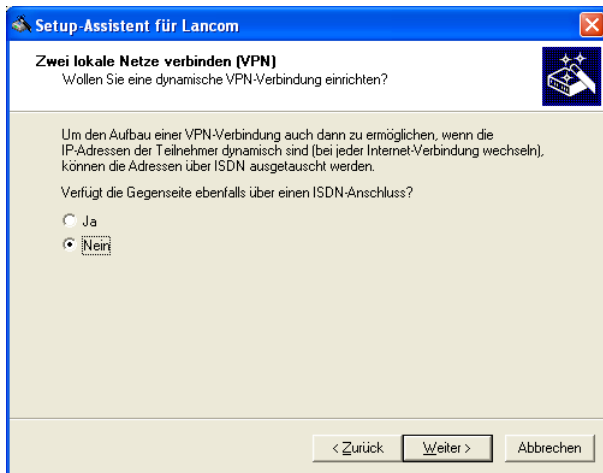 Setup-Assistent für Lancom
Zwei lokale Netze verbinden (VPN)
Wollen Sie eine dynamische VPN-Verbindung einrichten?
Um den Aufbau einer VPN-Verbindung auch dann zu ermöglichen, wenn die
IP-Adressen der Teilnehmer dynamisch sind (bei jeder Internet-Verbindung wechseln),
können die Adressen über ISDN ausgetauscht werden.
Verfügt die Gegenseite ebenfalls über einen ISDN-Anschluss?
Ja
Nein
< Zurück
Weiter >
Abbrechen